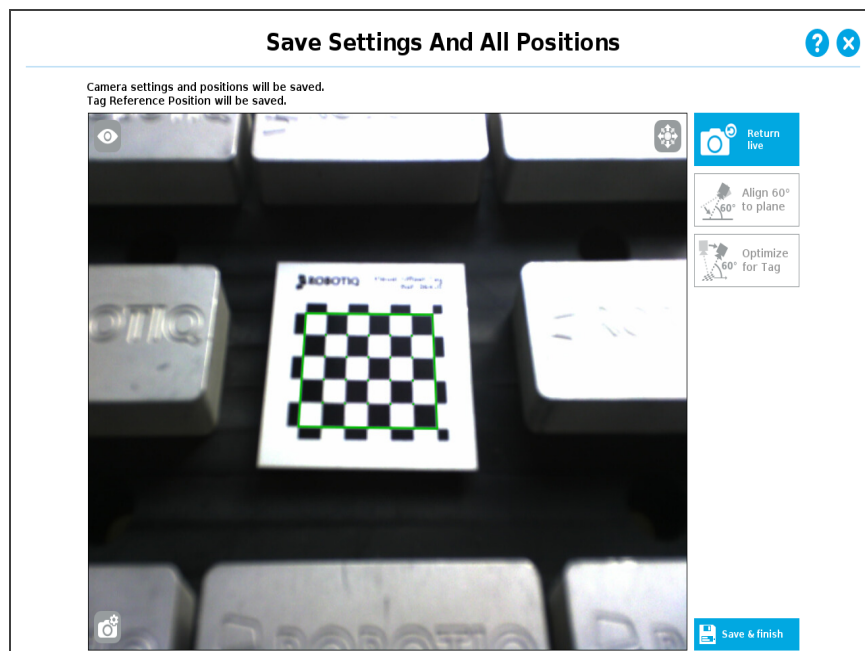 Save Settings And All Positions
?
Camera settings and positions will be saved.
Tag Reference Position will be saved.
Return
live
Align 60°
to plane
60°
Optimize
for Tag
60°
ROBOTIQ
OTIQ
ROBOTIQ
Save & finish